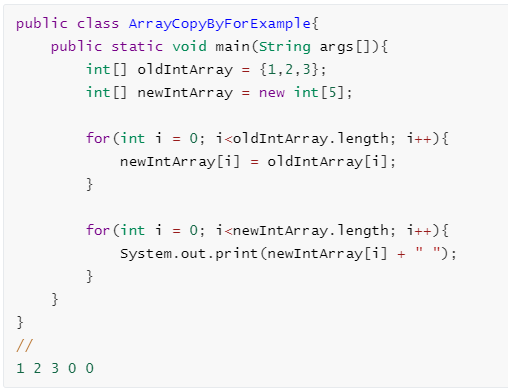 public class ArrayCopyByForExample{
    public static void main(String args[]){
        int[] oldIntArray = {1,2,3};
        int[] newIntArray = new int[5];

        for(int i = 0; i<oldIntArray.length; i++){
            newIntArray[i] = oldIntArray[i];
        }

        for(int i = 0; i<newIntArray.length; i++){
            System.out.print(newIntArray[i] + " ");
        }
    }
}
//
1 2 3 0 0